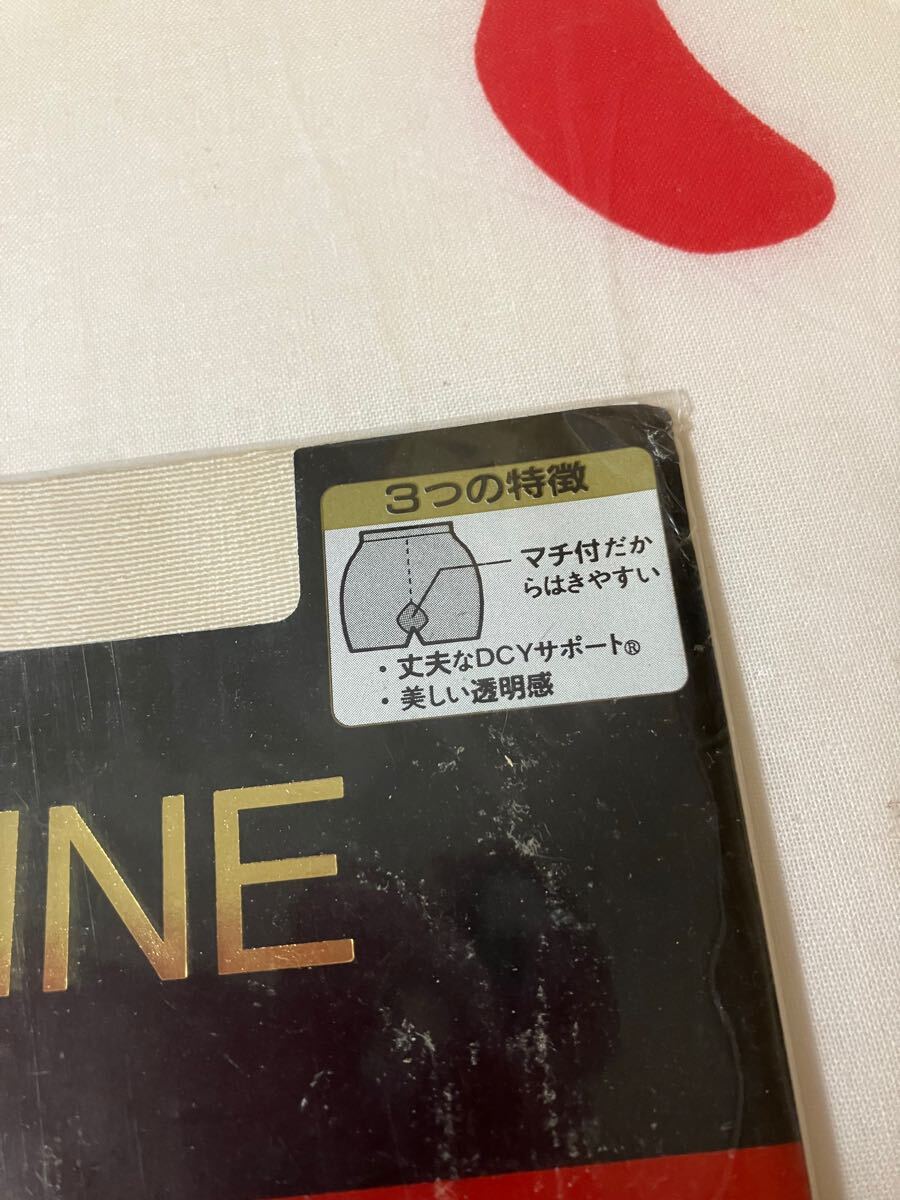 3つの特徴
マチ付だか
らはきやすい
・丈夫なDCYサポート®
・美しい透明感
INE